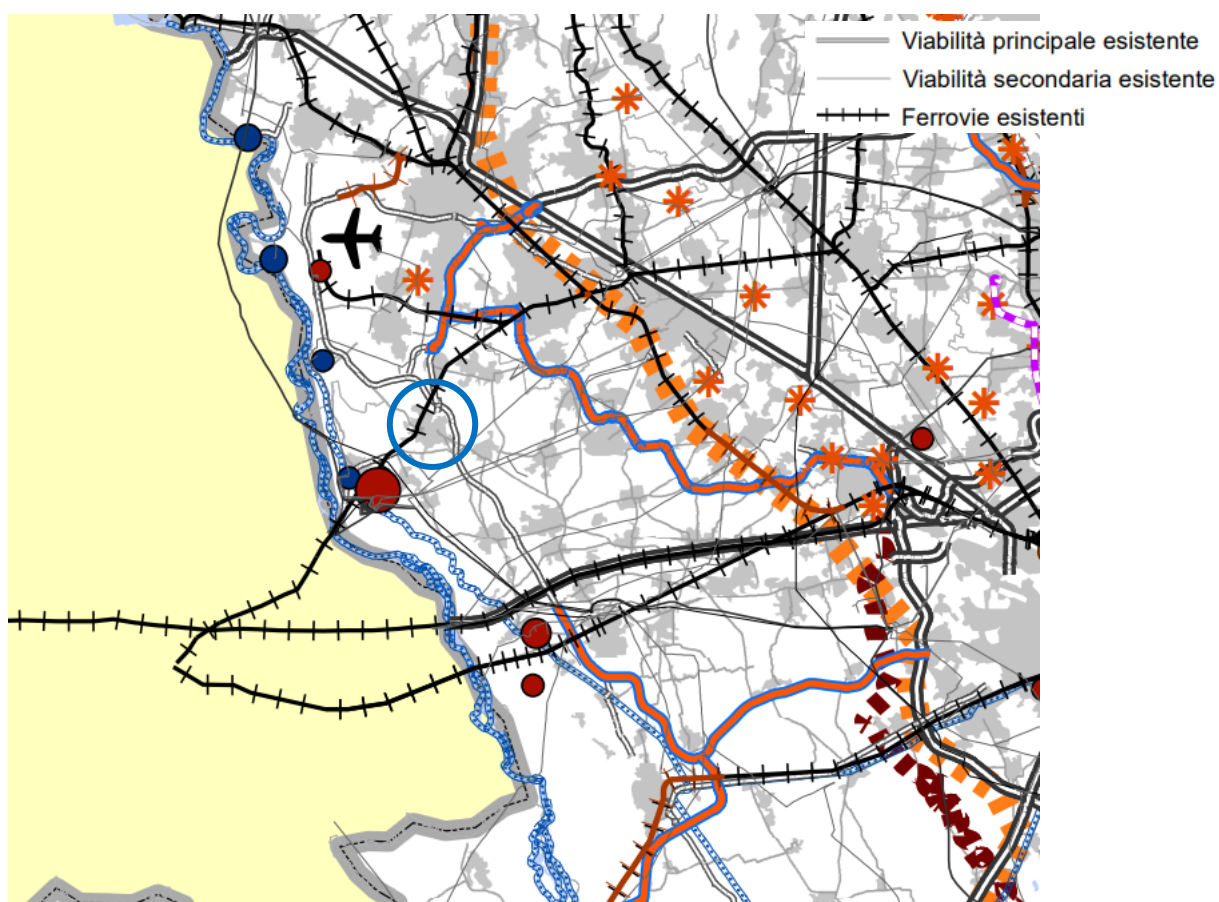 Viabilità principale esistente
Viabilità secondaria esistente
Ferrovie esistenti